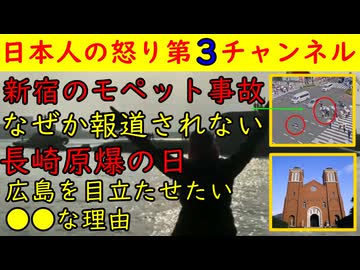 日本人の怒り第3チャンネル
新宿のモペット事故
なぜか報道されない
長崎原爆の日
広島を目立たせたい
●●な理由